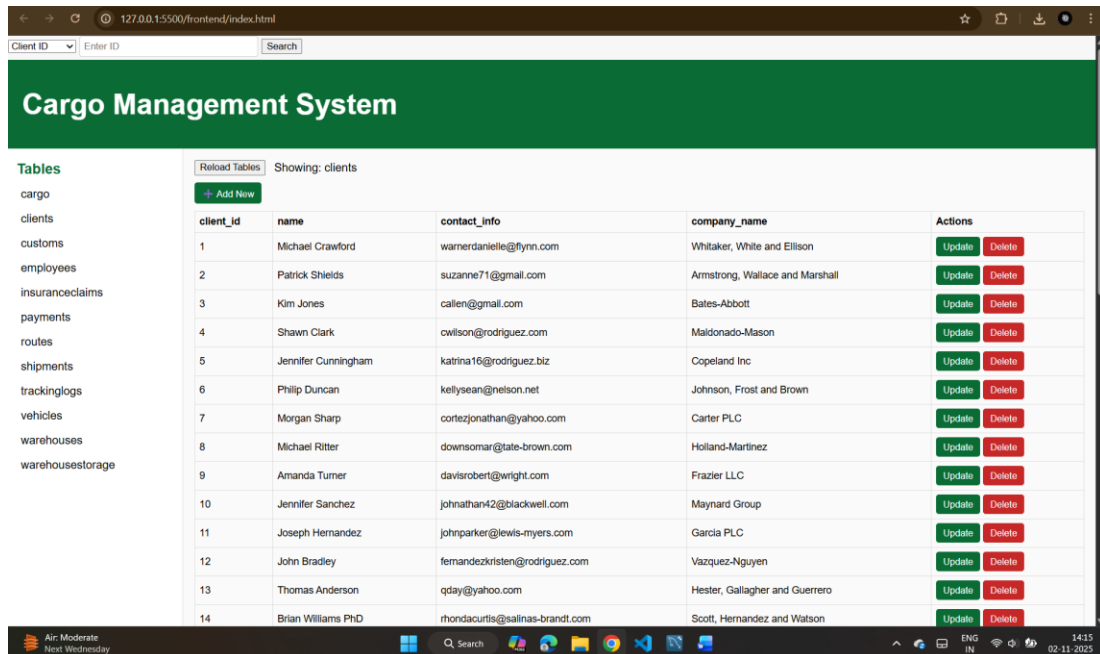 127.0.0.1:5500/frontend/index.html
Client ID Enter ID Search
Cargo Management System
Tables
cargo
clients
customs
employees
insuranceclaims
payments
routes
shipments
trackinglogs
vehicles
warehouses
warehousestorage
Reload Tables Showing: clients
+ Add New
client_id name contact_info company_name Actions
1 Michael Crawford warnerdanielle@flynn.com Whitaker, White and Ellison Update Delete
2 Patrick Shields suzanne71@gmail.com Armstrong, Wallace and Marshall Update Delete
3 Kim Jones callen@gmail.com Bates-Abbott Update Delete
4 Shawn Clark cwilson@rodriguez.com Maldonado-Mason Update Delete
5 Jennifer Cunningham katrina16@rodriguez.biz Copeland Inc Update Delete
6 Philip Duncan kellysean@nelson.net Johnson, Frost and Brown Update Delete
7 Morgan Sharp cortezjonathan@yahoo.com Carter PLC Update Delete
8 Michael Ritter downsomar@tate-brown.com Holland-Martinez Update Delete
9 Amanda Turner davisrobert@wright.com Frazier LLC Update Delete
10 Jennifer Sanchez johnathan42@blackwell.com Maynard Group Update Delete
11 Joseph Hernandez johnparker@lewis-myers.com Garcia PLC Update Delete
12 John Bradley fernandezkristen@rodriguez.com Vazquez-Nguyen Update Delete
13 Thomas Anderson qday@yahoo.com Hester, Gallagher and Guerrero Update Delete
14 Brian Williams PhD rhondacurtis@salinas-brandt.com Scott, Hernandez and Watson Update Delete
Air: Moderate
Next Wednesday
Search
ENG
IN
14:15
02-11-2025